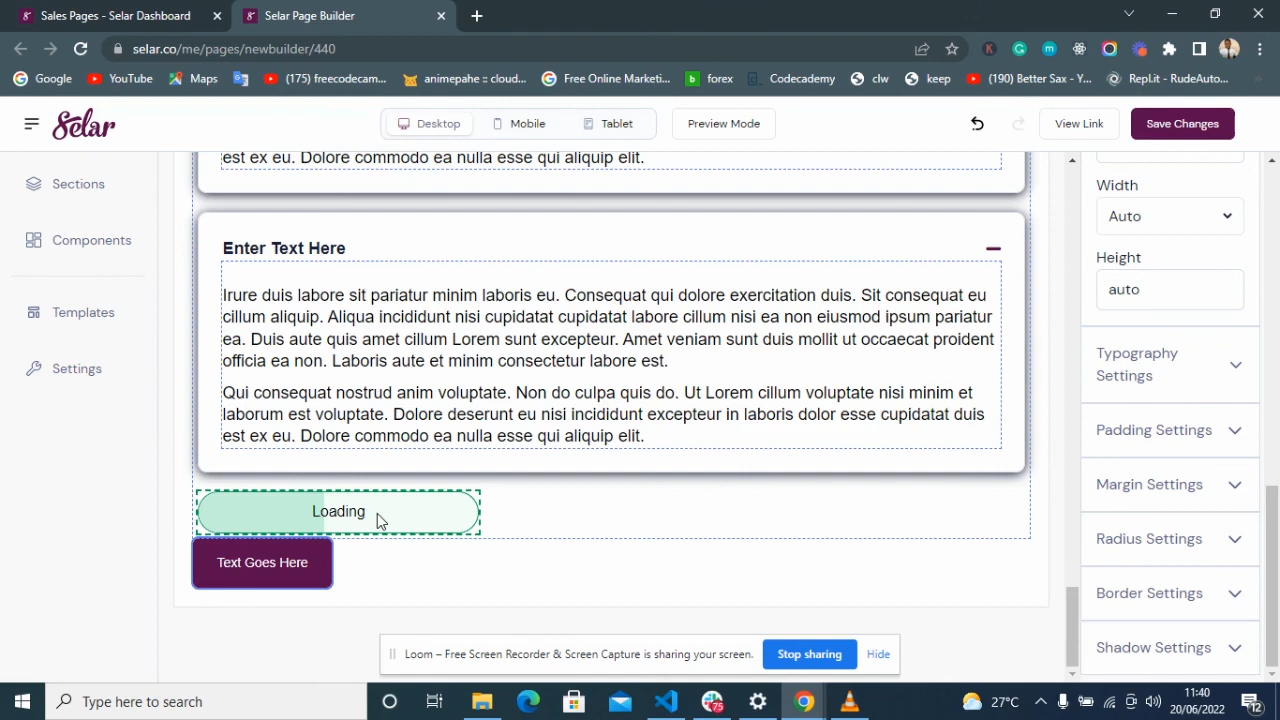 Sales Pages - Selar Dashboard
Selar Page Builder
selar.co/me/pages/newbuilder/440
Google
YouTube
Maps
(175) freecodecam...
animepahe :: cloud...
Free Online Marketi...
forex
Codecademy
clw
keep
(190) Better Sax - Y...
Repl.it - RudeAuto...
Selar
Desktop
Mobile
Tablet
Preview Mode
View Link
Save Changes
Sections
Components
Templates
Settings
est ex eu. Dolore commodo ea nulla esse qui aliquip elit.
Enter Text Here
Irure duis labore sit pariatur minim laboris eu. Consequat qui dolore exercitation duis. Sit consequat eu
cillum aliquip. Aliqua incididunt nisi cupidatat cupidatat labore cillum nisi ea non eiusmod ipsum pariatur
ea. Duis aute quis amet cillum Lorem sunt excepteur. Amet veniam sunt duis mollit ut occaecat proident
officia ea non. Laboris aute et minim consectetur labore est.
Qui consequat nostrud anim voluptate. Non do culpa quis do. Ut Lorem cillum voluptate nisi minim et
laborum est voluptate. Dolore deserunt eu nisi incididunt excepteur in laboris dolor esse cupidatat duis
est ex eu. Dolore commodo ea nulla esse qui aliquip elit.
Loading
Text Goes Here
Width
Auto
Height
auto
Typography
Settings
Padding Settings
Margin Settings
Radius Settings
Border Settings
Shadow Settings
Loom – Free Screen Recorder & Screen Capture is sharing your screen.
Stop sharing
Hide
Type here to search
75
27°C
11:40
20/06/2022
12